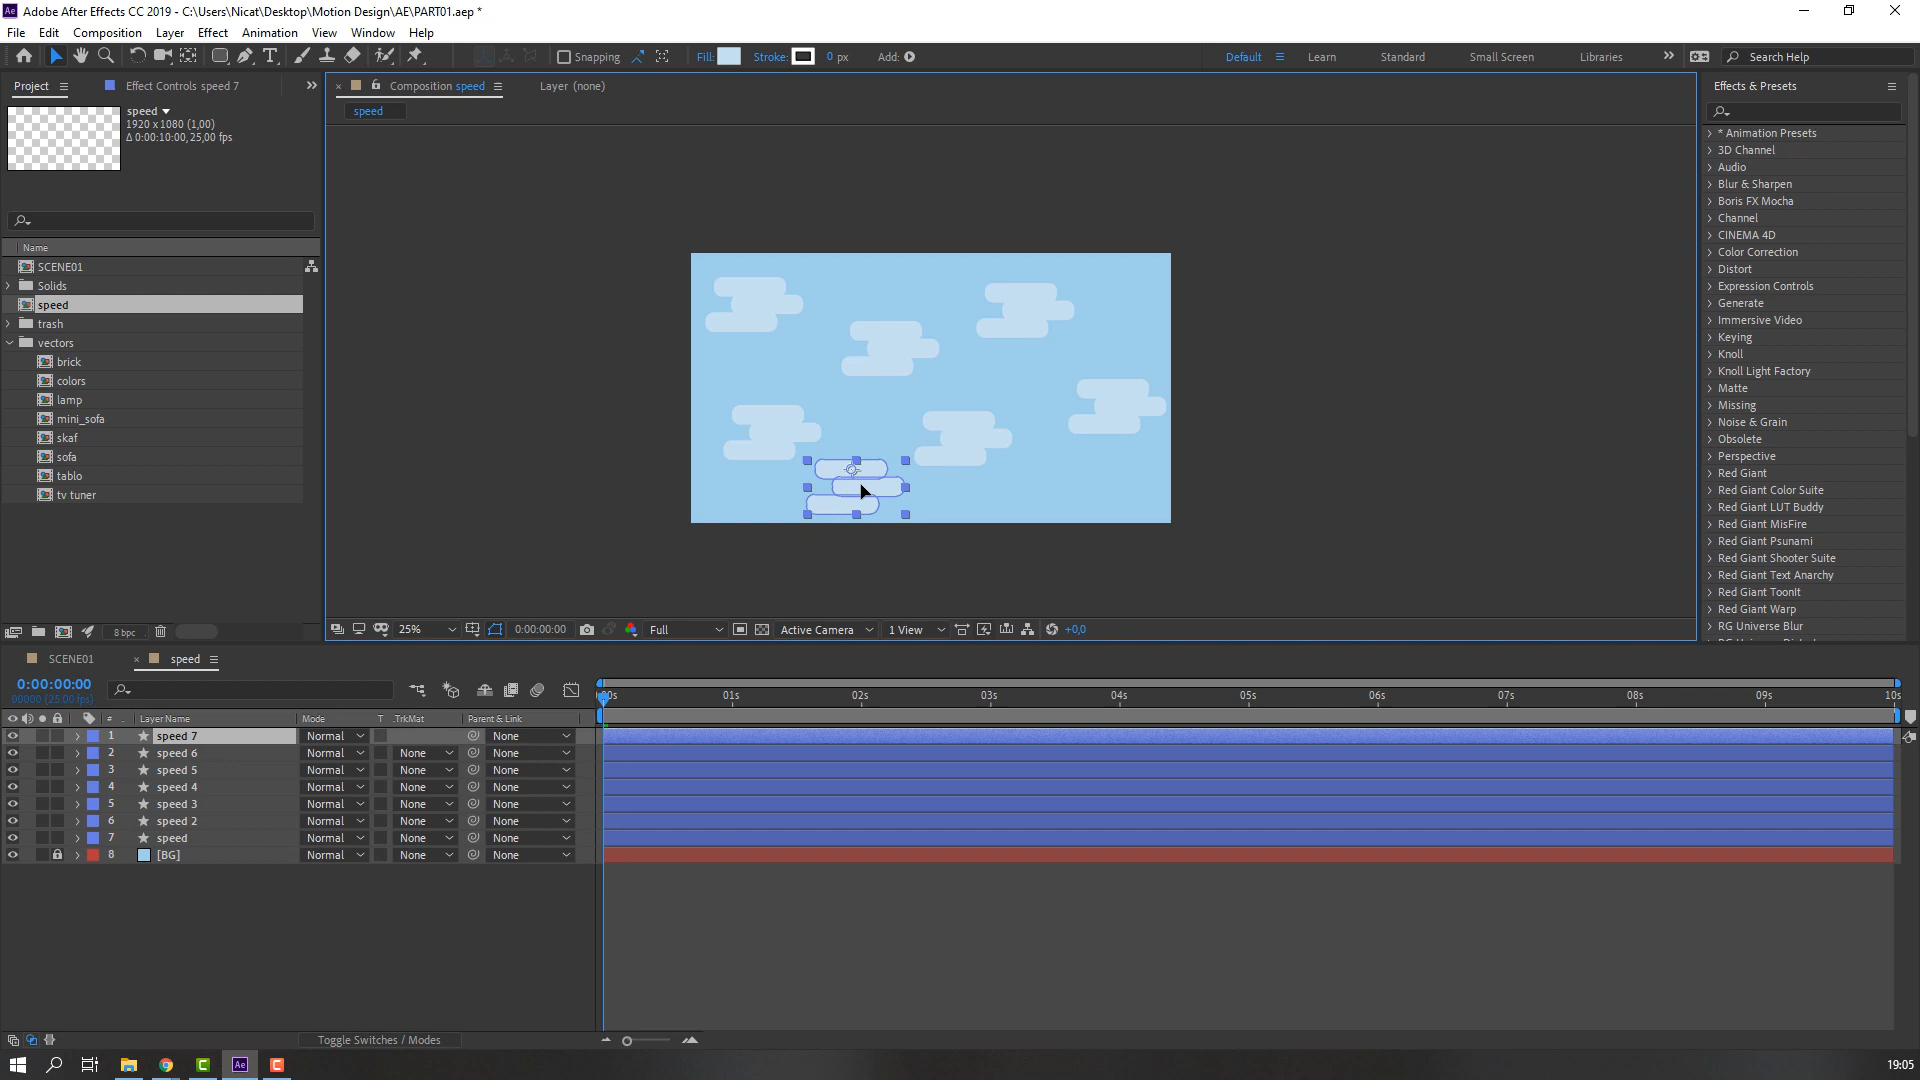 Adobe After Effects CC 2019 - C:\Users\Nicat\Desktop\Motion Design\AE\PART01.aep *
File Edit Composition Layer Effect Animation View Window Help
Snapping Fill: Stroke: 0 px Add: Default Learn Standard Small Screen Libraries Search Help
Project Effect Controls speed 7
Composition speed Layer (none)
Effects & Presets
speed
1920 x 1080 (1,00)
Δ 0:00:10:00, 25,00 fps
speed
Name
SCENE01
Solids
speed
trash
vectors
brick
colors
lamp
mini_sofa
skaf
sofa
tablo
tv tuner
8 bpc
25% 0:00:00:00 Full Active Camera 1 View +0,0
* Animation Presets
3D Channel
Audio
Blur & Sharpen
Boris FX Mocha
Channel
CINEMA 4D
Color Correction
Distort
Expression Controls
Generate
Immersive Video
Keying
Knoll
Knoll Light Factory
Matte
Missing
Noise & Grain
Obsolete
Perspective
Red Giant
Red Giant Color Suite
Red Giant LUT Buddy
Red Giant MisFire
Red Giant Psunami
Red Giant Shooter Suite
Red Giant Text Anarchy
Red Giant ToonIt
Red Giant Warp
RG Universe Blur
SCENE01 speed
0:00:00:00
00000 (25.00 fps)
00s 01s 02s 03s 04s 05s 06s 07s 08s 09s 10s
# Layer Name Mode T .TrkMat Parent & Link
1 speed 7 Normal None
2 speed 6 Normal None None
3 speed 5 Normal None None
4 speed 4 Normal None None
5 speed 3 Normal None None
6 speed 2 Normal None None
7 speed Normal None None
8 [BG] Normal None None
Toggle Switches / Modes
19:05